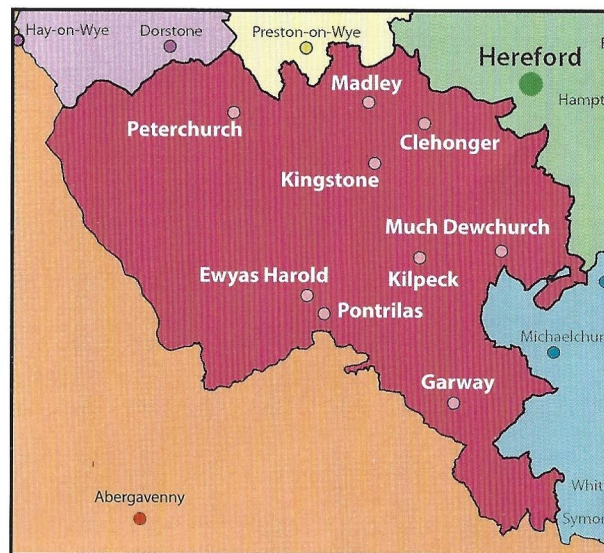 Hay-on-Wye
Dorstone
Preston-on-Wye
Hereford
Madley
Peterchurch
Clehonger
Kingstone
Much Dewchurch
Ewyas Harold
Kilpeck
Pontrilas
Garway
Abergavenny